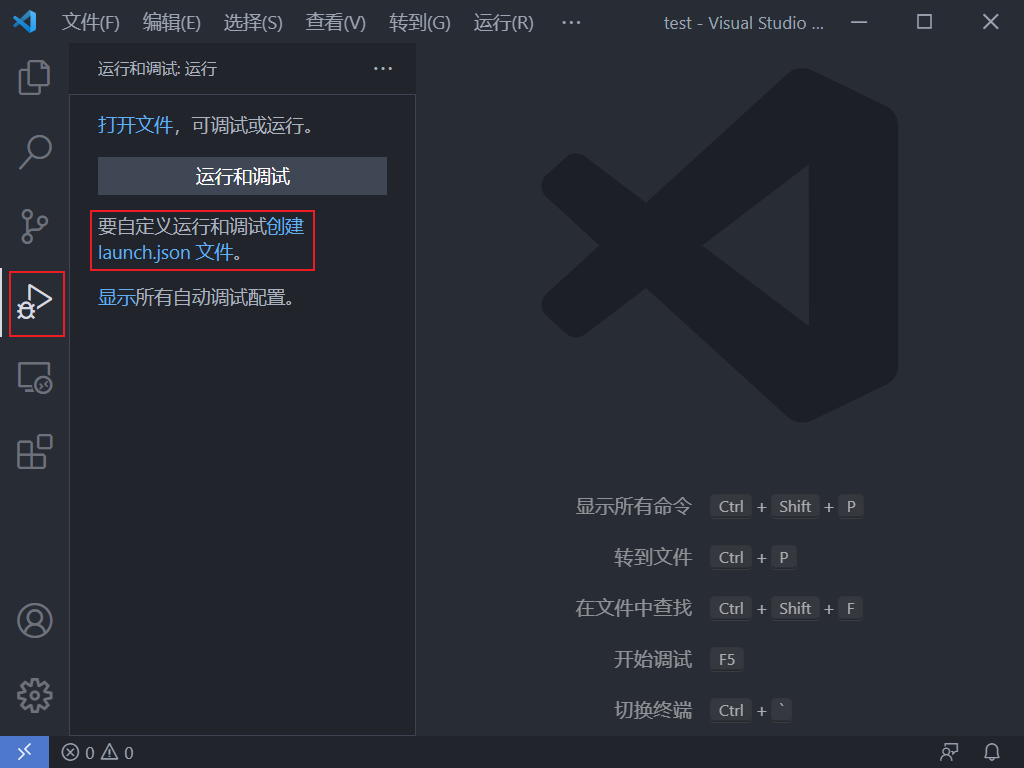 文件(F) 编辑(E) 选择(S) 查看(V) 转到(G) 运行(R) ··· test - Visual Studio ...
运行和调试: 运行 ···
打开文件，可调试或运行。
运行和调试
要自定义运行和调试创建
launch.json 文件。
显示所有自动调试配置。
显示所有命令 Ctrl + Shift + P
转到文件 Ctrl + P
在文件中查找 Ctrl + Shift + F
开始调试 F5
切换终端 Ctrl + `
0 0